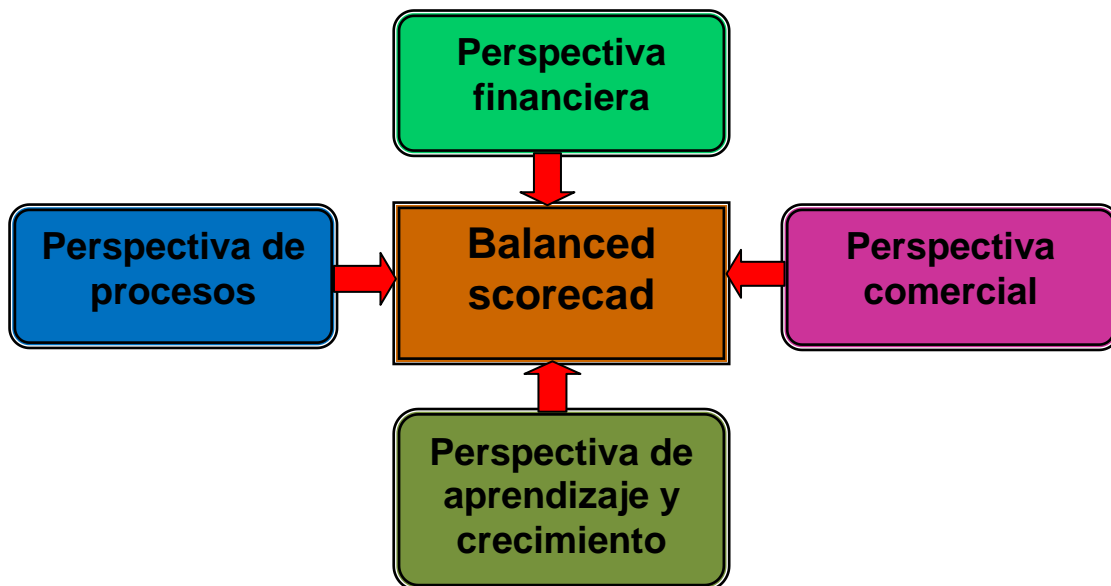 Perspectiva
financiera
Perspectiva de
procesos
Balanced
scorecad
Perspectiva
comercial
Perspectiva de
aprendizaje y
crecimiento